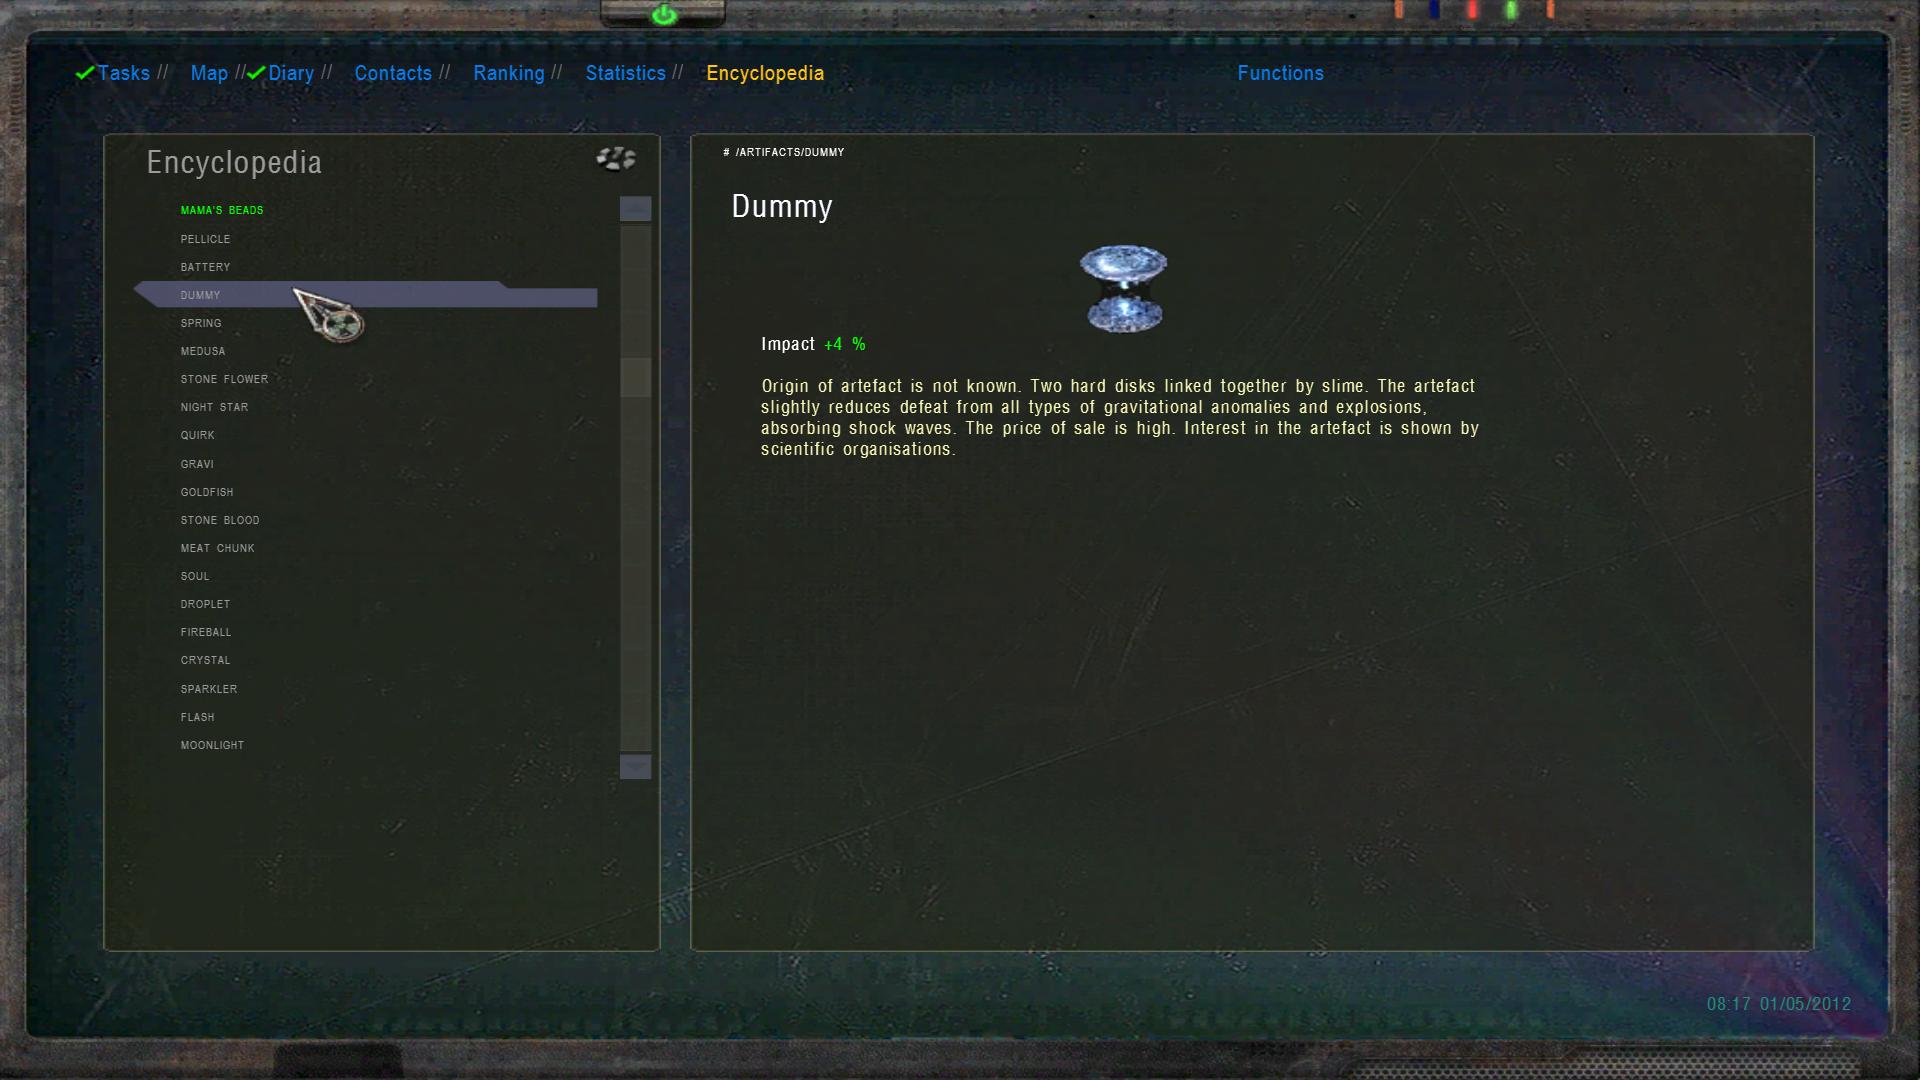 Tasks // Map // Diary // Contacts // Ranking // Statistics // Encyclopedia Functions
Encyclopedia
MAMA'S BEADS
PELLICLE
BATTERY
DUMMY
SPRING
MEDUSA
STONE FLOWER
NIGHT STAR
QUIRK
GRAVI
GOLDFISH
STONE BLOOD
MEAT CHUNK
SOUL
DROPLET
FIREBALL
CRYSTAL
SPARKLER
FLASH
MOONLIGHT
# /ARTIFACTS/DUMMY
Dummy
Impact +4 %
Origin of artefact is not known. Two hard disks linked together by slime. The artefact
slightly reduces defeat from all types of gravitational anomalies and explosions,
absorbing shock waves. The price of sale is high. Interest in the artefact is shown by
scientific organisations.
08:17 01/05/2012